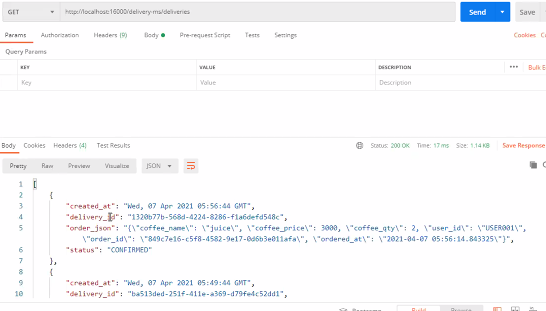 GET http://localhost:16000/delivery-ms/deliveries Send Save
Params Authorization Headers (9) Body Pre-request Script Tests Settings Cookies
Query Params
KEY VALUE DESCRIPTION Bulk E
Key Value Description
Body Cookies Headers (4) Test Results Status: 200 OK Time: 17 ms Size: 1.14 KB Save Response
Pretty Raw Preview Visualize JSON
1 [
2 {
3 "created_at": "Wed, 07 Apr 2021 05:56:44 GMT",
4 "delivery_id": "1320b77b-568d-4224-8286-f1a6defd548c",
5 "order_json": "{\"coffee_name\": \"juice\", \"coffee_price\": 3000, \"coffee_qty\": 2, \"user_id\": \"USER001\",
\"order_id\": \"849c7e16-c5f8-4582-9e17-0d6b3e011afa\", \"ordered_at\": \"2021-04-07 05:56:14.843325\"}",
6 "status": "CONFIRMED"
7 },
8 {
9 "created_at": "Wed, 07 Apr 2021 05:49:44 GMT",
10 "delivery_id": "ba513ded-251f-411e-a369-d79fe4c52dd1",
Build